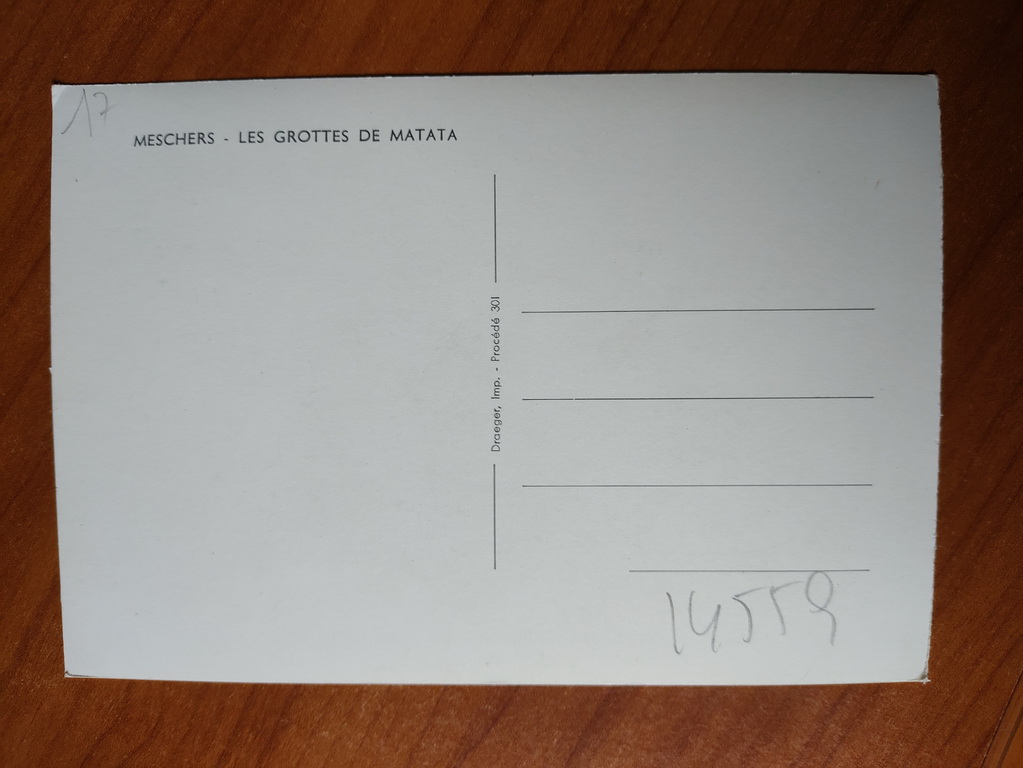 17
MESCHERS - LES GROTTES DE MATATA
Draeger, Imp. - Procédé 301
14559